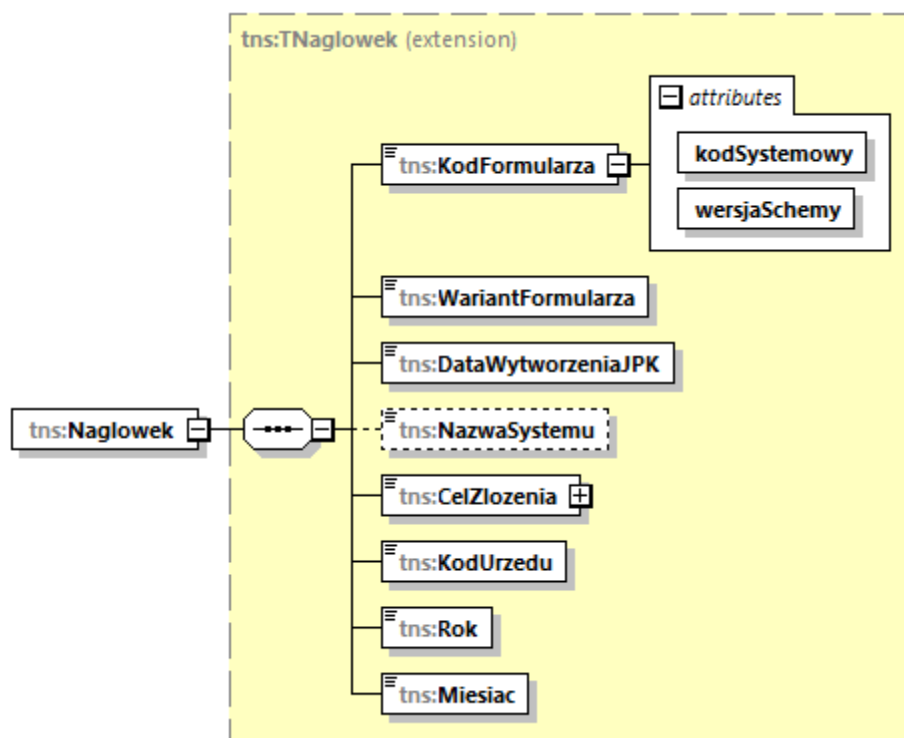 tns:TNaglowek (extension)
attributes
tns:KodFormularza
kodSystemowy
wersjaSchemy
tns:WariantFormularza
tns:DataWytworzeniaJPK
tns:Naglowek
tns:NazwaSystemu
tns:CelZlozenia
tns:KodUrzedu
tns:Rok
tns:Miesiac